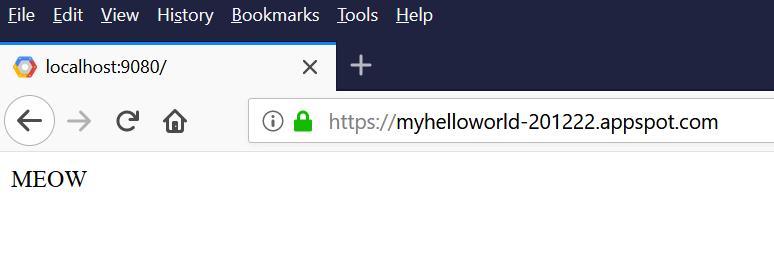 File Edit View History Bookmarks Tools Help
localhost:9080/
https://myhelloworld-201222.appspot.com
MEOW